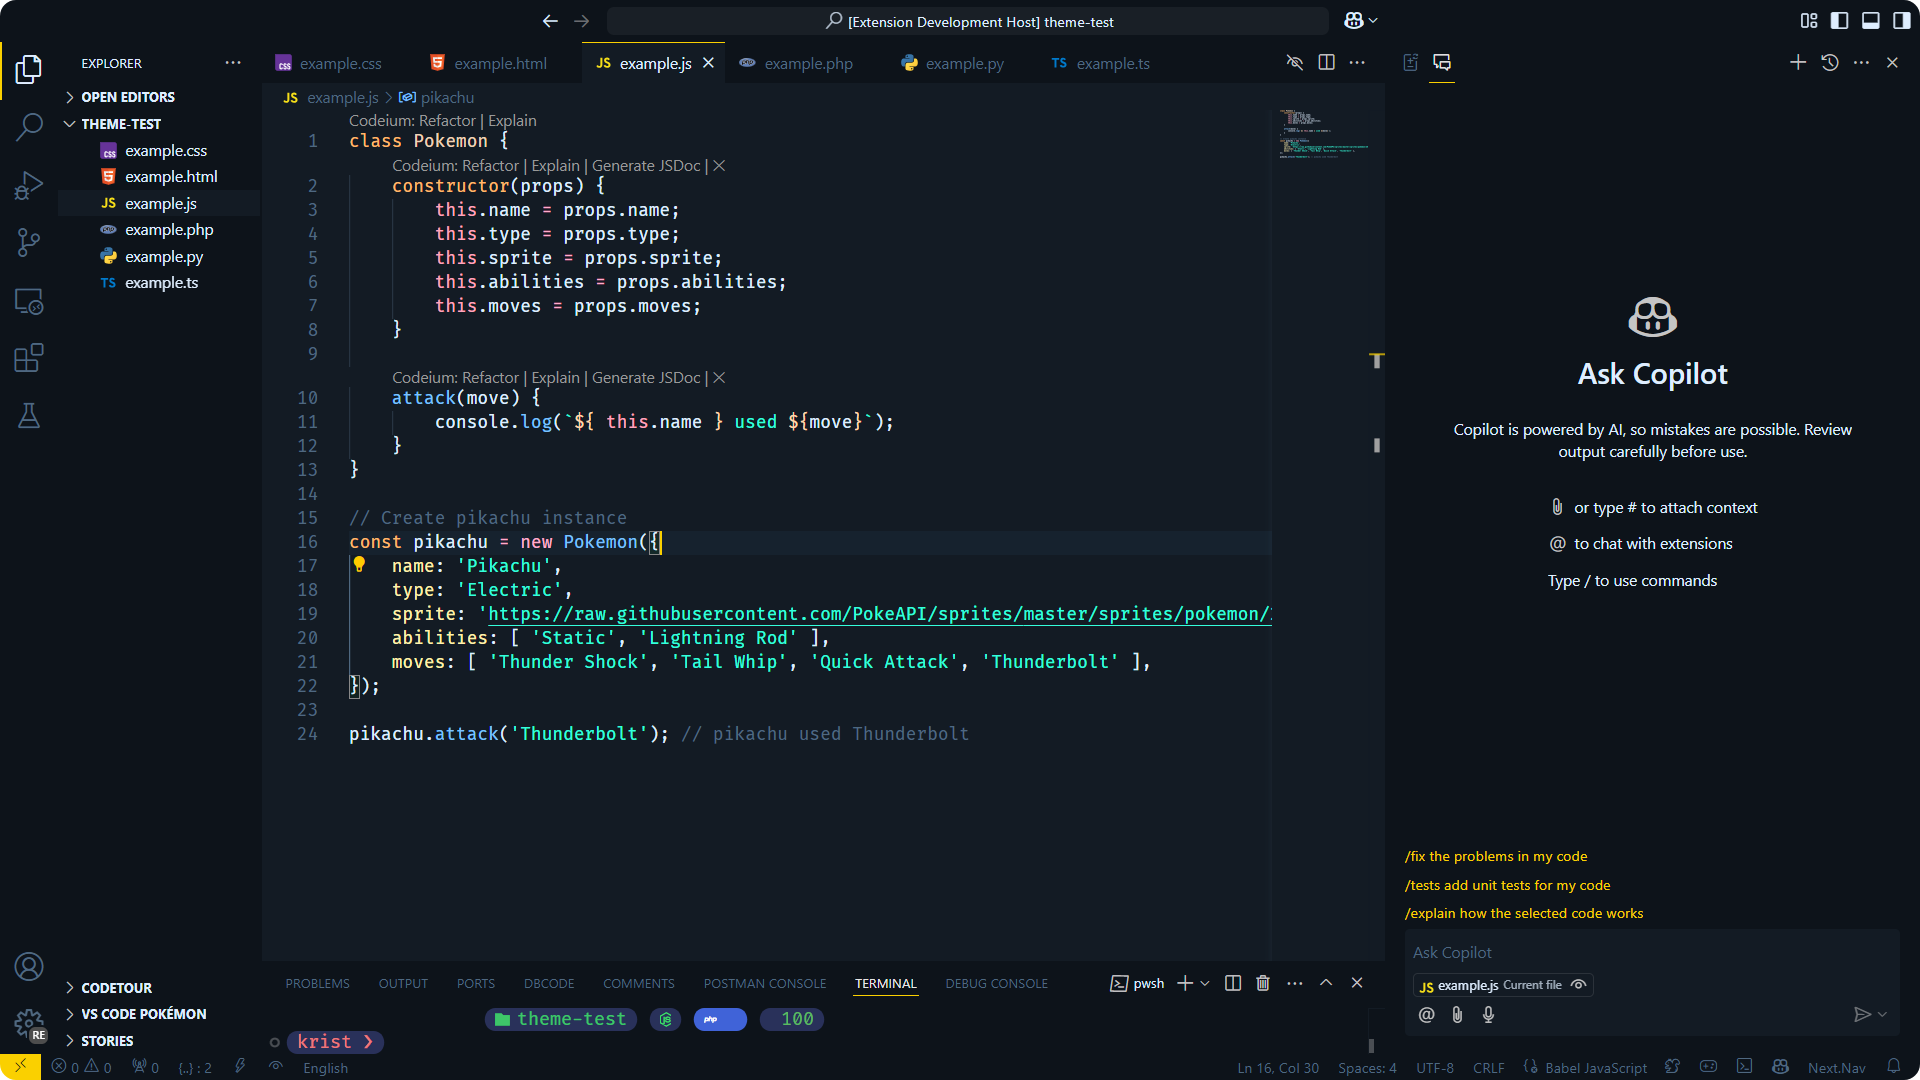 [Extension Development Host] theme-test
EXPLORER
OPEN EDITORS
THEME-TEST
example.css
example.html
JS example.js
example.php
example.py
TS example.ts
CODETOUR
VS CODE POKÉMON
STORIES
example.css
example.html
JS example.js
example.php
example.py
TS example.ts
JS example.js > pikachu
Codeium: Refactor | Explain
1 class Pokemon {
Codeium: Refactor | Explain | Generate JSDoc | ×
2 constructor(props) {
3 this.name = props.name;
4 this.type = props.type;
5 this.sprite = props.sprite;
6 this.abilities = props.abilities;
7 this.moves = props.moves;
8 }
9
Codeium: Refactor | Explain | Generate JSDoc | ×
10 attack(move) {
11 console.log(`${ this.name } used ${move}`);
12 }
13 }
14
15 // Create pikachu instance
16 const pikachu = new Pokemon({
17 name: 'Pikachu',
18 type: 'Electric',
19 sprite: 'https://raw.githubusercontent.com/PokeAPI/sprites/master/sprites/pokemon/
20 abilities: [ 'Static', 'Lightning Rod' ],
21 moves: [ 'Thunder Shock', 'Tail Whip', 'Quick Attack', 'Thunderbolt' ],
22 });
23
24 pikachu.attack('Thunderbolt'); // pikachu used Thunderbolt
PROBLEMS OUTPUT PORTS DEBUG CODE COMMENTS POSTMAN CONSOLE TERMINAL DEBUG CONSOLE
pwsh
theme-test php 100
krist ❯
Ask Copilot
Copilot is powered by AI, so mistakes are possible. Review
output carefully before use.
or type # to attach context
@ to chat with extensions
Type / to use commands
/fix the problems in my code
/tests add unit tests for my code
/explain how the selected code works
Ask Copilot
JS example.js Current file
@
RE
0 0 0 {..} : 2 English
Ln 16, Col 30 Spaces: 4 UTF-8 CRLF Babel JavaScript Next.Nav